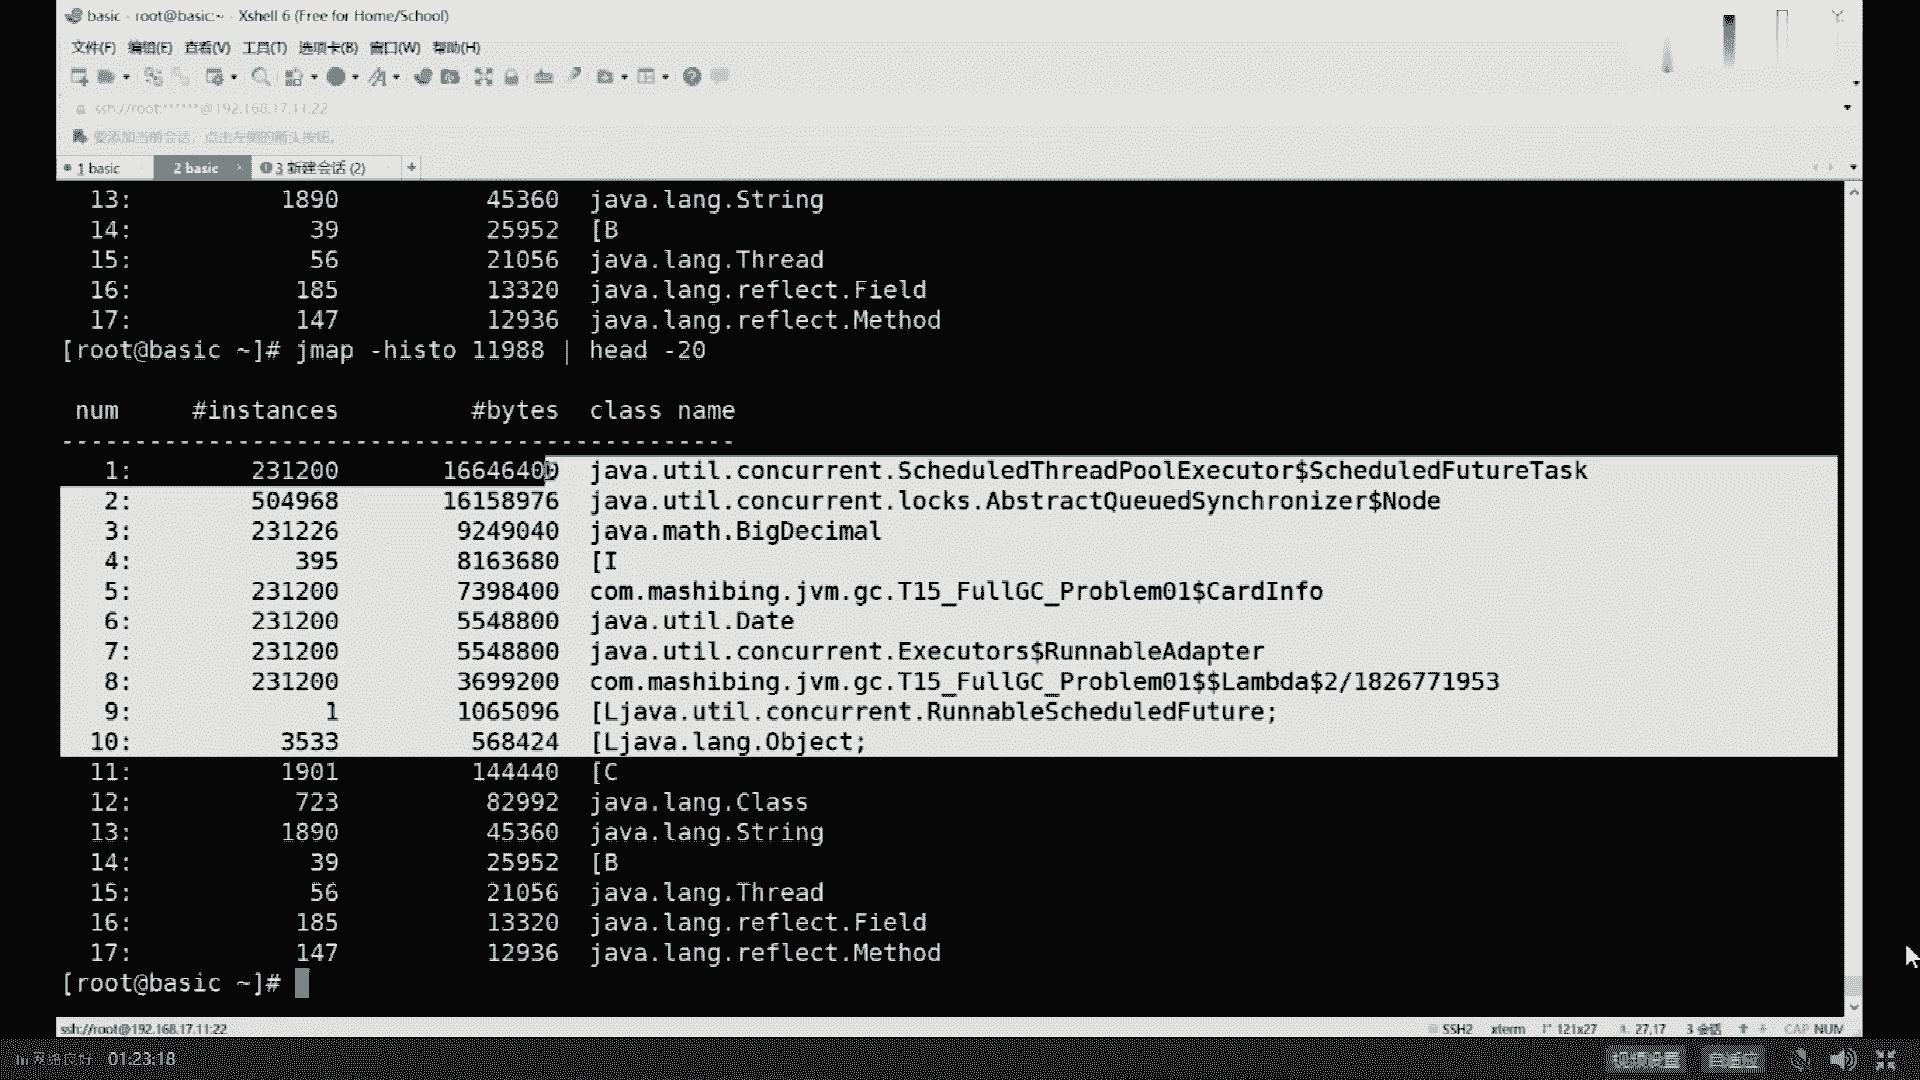 basic - root@basic:~ - Xshell 6 (Free for Home/School)
文件(F) 编辑(E) 查看(V) 工具(T) 选项卡(B) 窗口(W) 帮助(H)
ssh://root:******@192.168.17.11:22
要添加当前会话，点击左侧的箭头按钮。
1 basic 2 basic × 3 新建会话 (2) +
13: 1890 45360 java.lang.String
14: 39 25952 [B
15: 56 21056 java.lang.Thread
16: 185 13320 java.lang.reflect.Field
17: 147 12936 java.lang.reflect.Method
[root@basic ~]# jmap -histo 11988 | head -20
num #instances #bytes class name
----------------------------------------------
1: 231200 16646400 java.util.concurrent.ScheduledThreadPoolExecutor$ScheduledFutureTask
2: 504968 16158976 java.util.concurrent.locks.AbstractQueuedSynchronizer$Node
3: 231226 9249040 java.math.BigDecimal
4: 395 8163680 [I
5: 231200 7398400 com.mashibing.jvm.gc.T15_FullGC_Problem01$CardInfo
6: 231200 5548800 java.util.Date
7: 231200 5548800 java.util.concurrent.Executors$RunnableAdapter
8: 231200 3699200 com.mashibing.jvm.gc.T15_FullGC_Problem01$$Lambda$2/1826771953
9: 1 1065096 [Ljava.util.concurrent.RunnableScheduledFuture;
10: 3533 568424 [Ljava.lang.Object;
11: 1901 144440 [C
12: 723 82992 java.lang.Class
13: 1890 45360 java.lang.String
14: 39 25952 [B
15: 56 21056 java.lang.Thread
16: 185 13320 java.lang.reflect.Field
17: 147 12936 java.lang.reflect.Method
[root@basic ~]#
ssh://root@192.168.17.11:22 SSH2 xterm 121x27 27,17 3 会话 CAP NUM
网络良好 01:23:18 视频设置 自适应